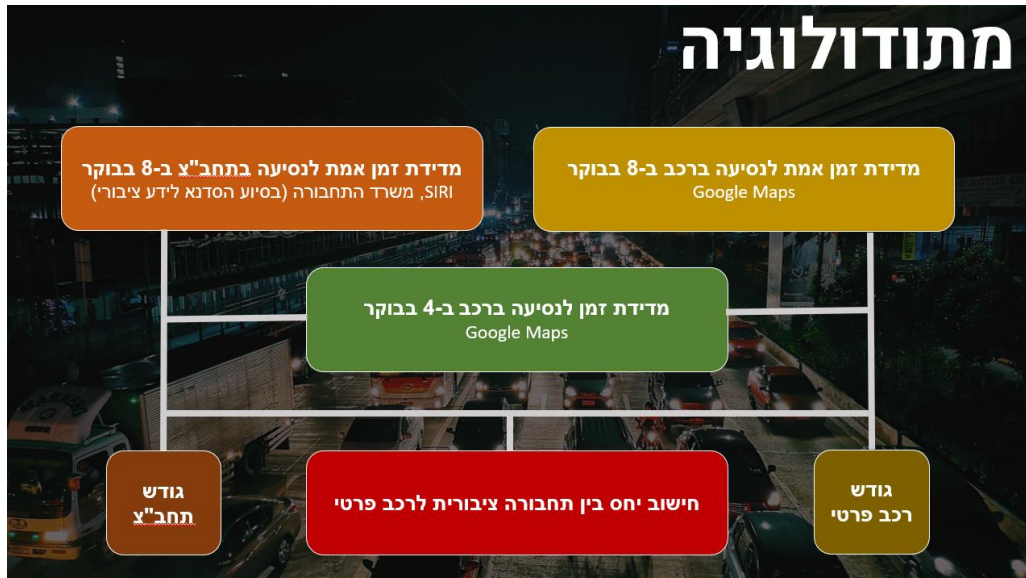 מתודולוגיה
מדידת זמן אמת לנסיעה ברכב ב-8 בבוקר
Google Maps
מדידת זמן אמת לנסיעה בתחב"צ ב-8 בבוקר
SIRI, משרד התחבורה (בסיוע הסדנא לידע ציבורי)
מדידת זמן לנסיעה ברכב ב-4 בבוקר
Google Maps
גודש
רכב פרטי
חישוב יחס בין תחבורה ציבורית לרכב פרטי
גודש
תחב"צ